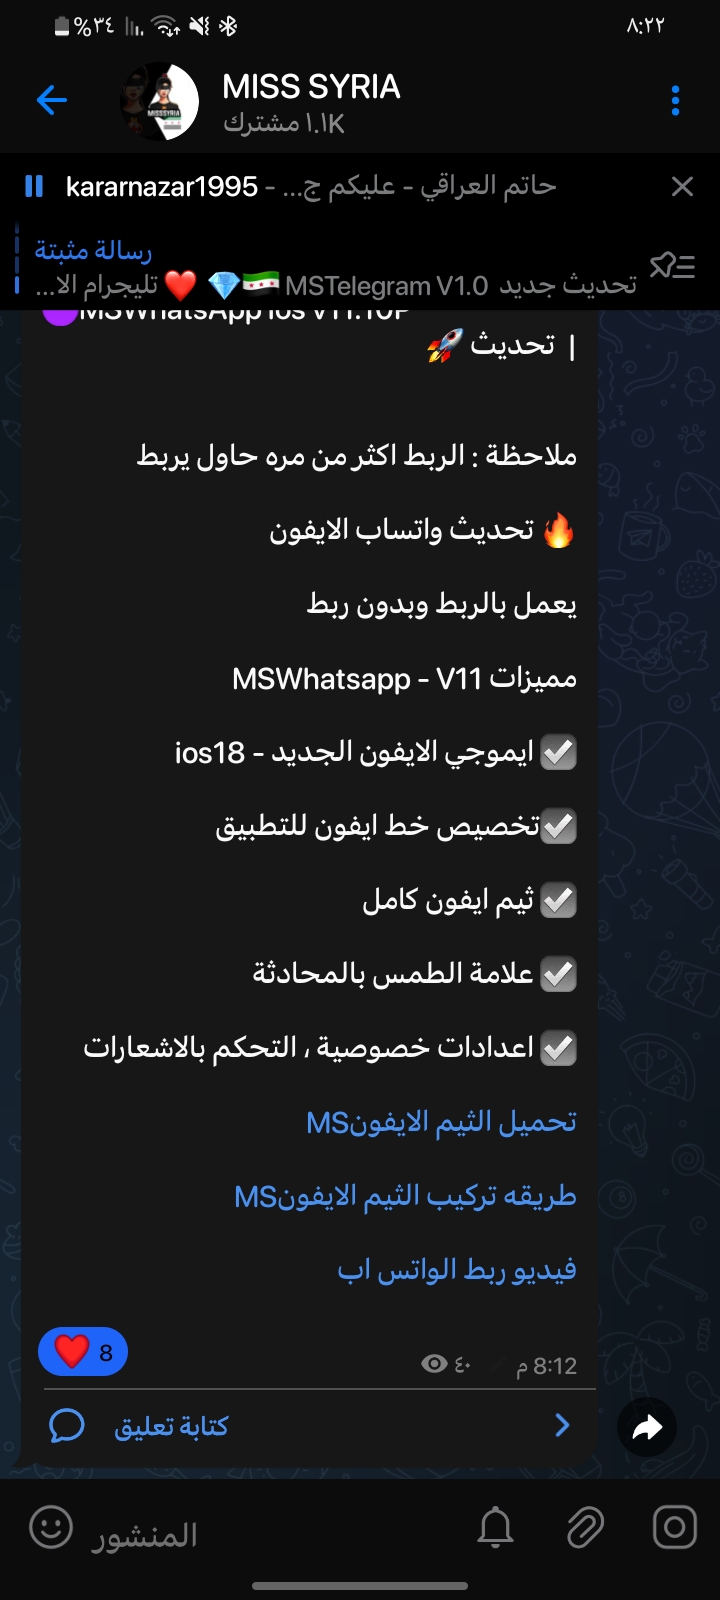 %٣٤
٨:٢٢
MISS SYRIA
١.١K مشترك
kararnazar1995 - حاتم العراقي - عليكم ج...
رسالة مثبتة
تحديث جديد MSTelegram V1.0 🇸🇾💎 ❤️ تليجرام الا...
🟣MSWhatsApp ios V11.10P
| تحديث 🚀
ملاحظة : الربط اكثر من مره حاول يربط
🔥 تحديث واتساب الايفون
يعمل بالربط وبدون ربط
مميزات MSWhatsapp - V11
☑️ ايموجي الايفون الجديد - ios18
☑️تخصيص خط ايفون للتطبيق
☑️ ثيم ايفون كامل
☑️ علامة الطمس بالمحادثة
☑️ اعدادات خصوصية ، التحكم بالاشعارات
تحميل الثيم الايفونMS
طريقه تركيب الثيم الايفونMS
فيديو ربط الواتس اب
❤️ 8
٤٠
8:12 م
كتابة تعليق
المنشور